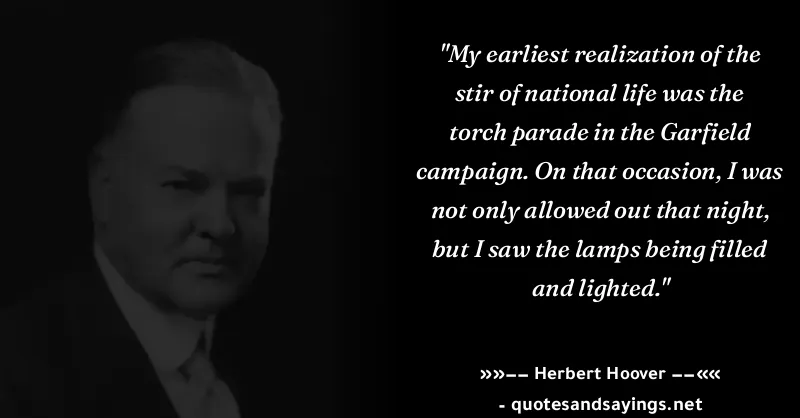 "My earliest realization of the
stir of national life was the
torch parade in the Garfield
campaign. On that occasion, I was
not only allowed out that night,
but I saw the lamps being filled
and lighted."
»»−− Herbert Hoover −−««
- quotesandsayings.net